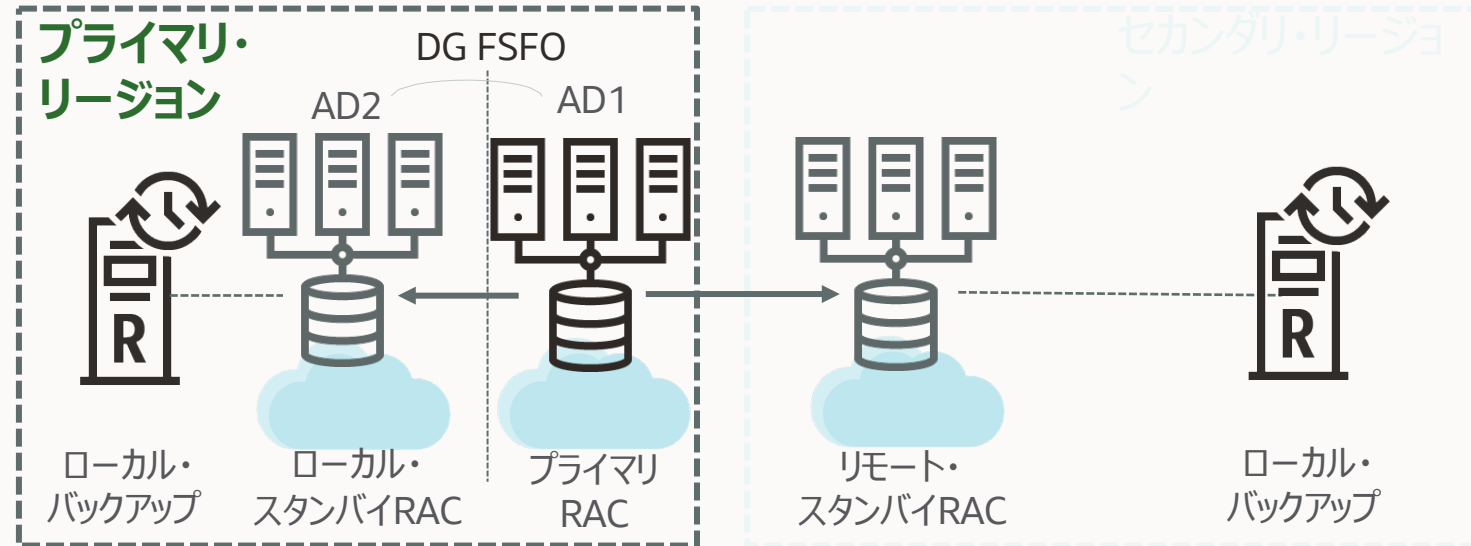 プライマリ・
リージョン
DG FSFO
AD2
AD1
セカンダリ・リージョ
ン
R
R
ローカル・
バックアップ
ローカル・
スタンバイRAC
プライマリ
RAC
リモート・
スタンバイRAC
ローカル・
バックアップ